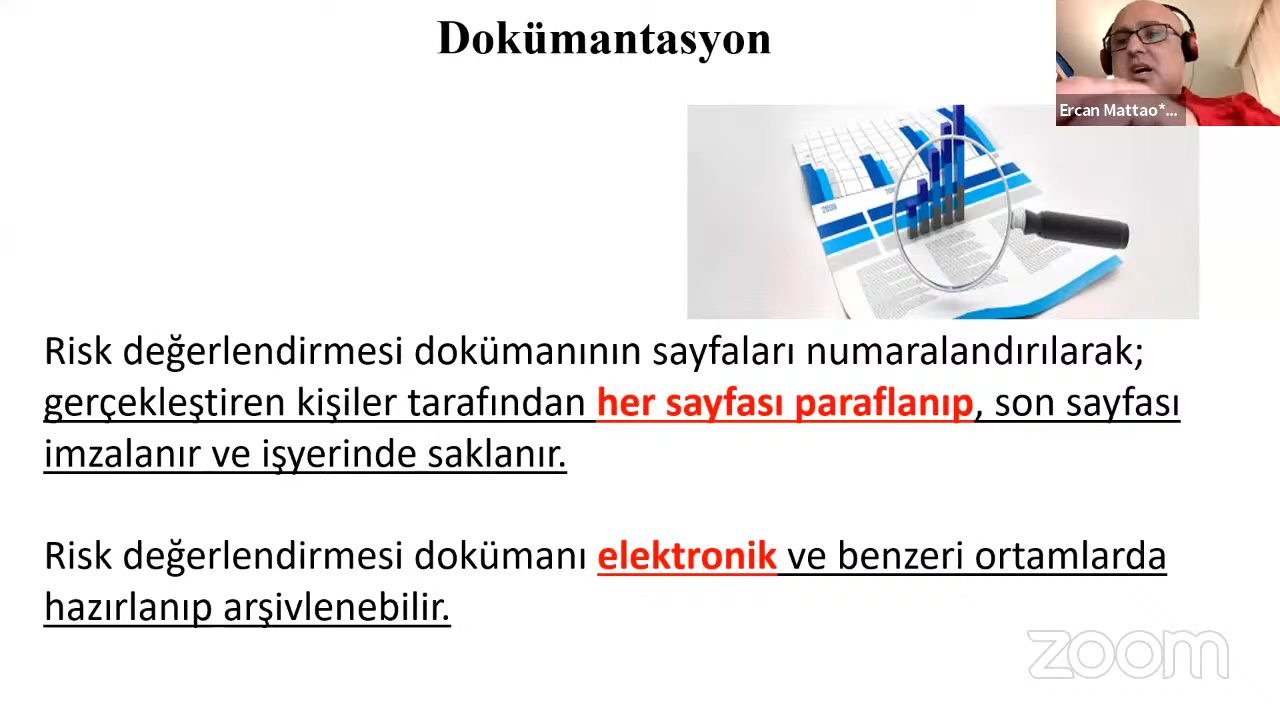 Dokümantasyon
Ercan Mattao*...
Risk değerlendirmesi dokümanının sayfaları numaralandırılarak;
gerçekleştiren kişiler tarafından her sayfası paraflanıp, son sayfası
imzalanır ve işyerinde saklanır.
Risk değerlendirmesi dokümanı elektronik ve benzeri ortamlarda
hazırlanıp arşivlenebilir.
zoom